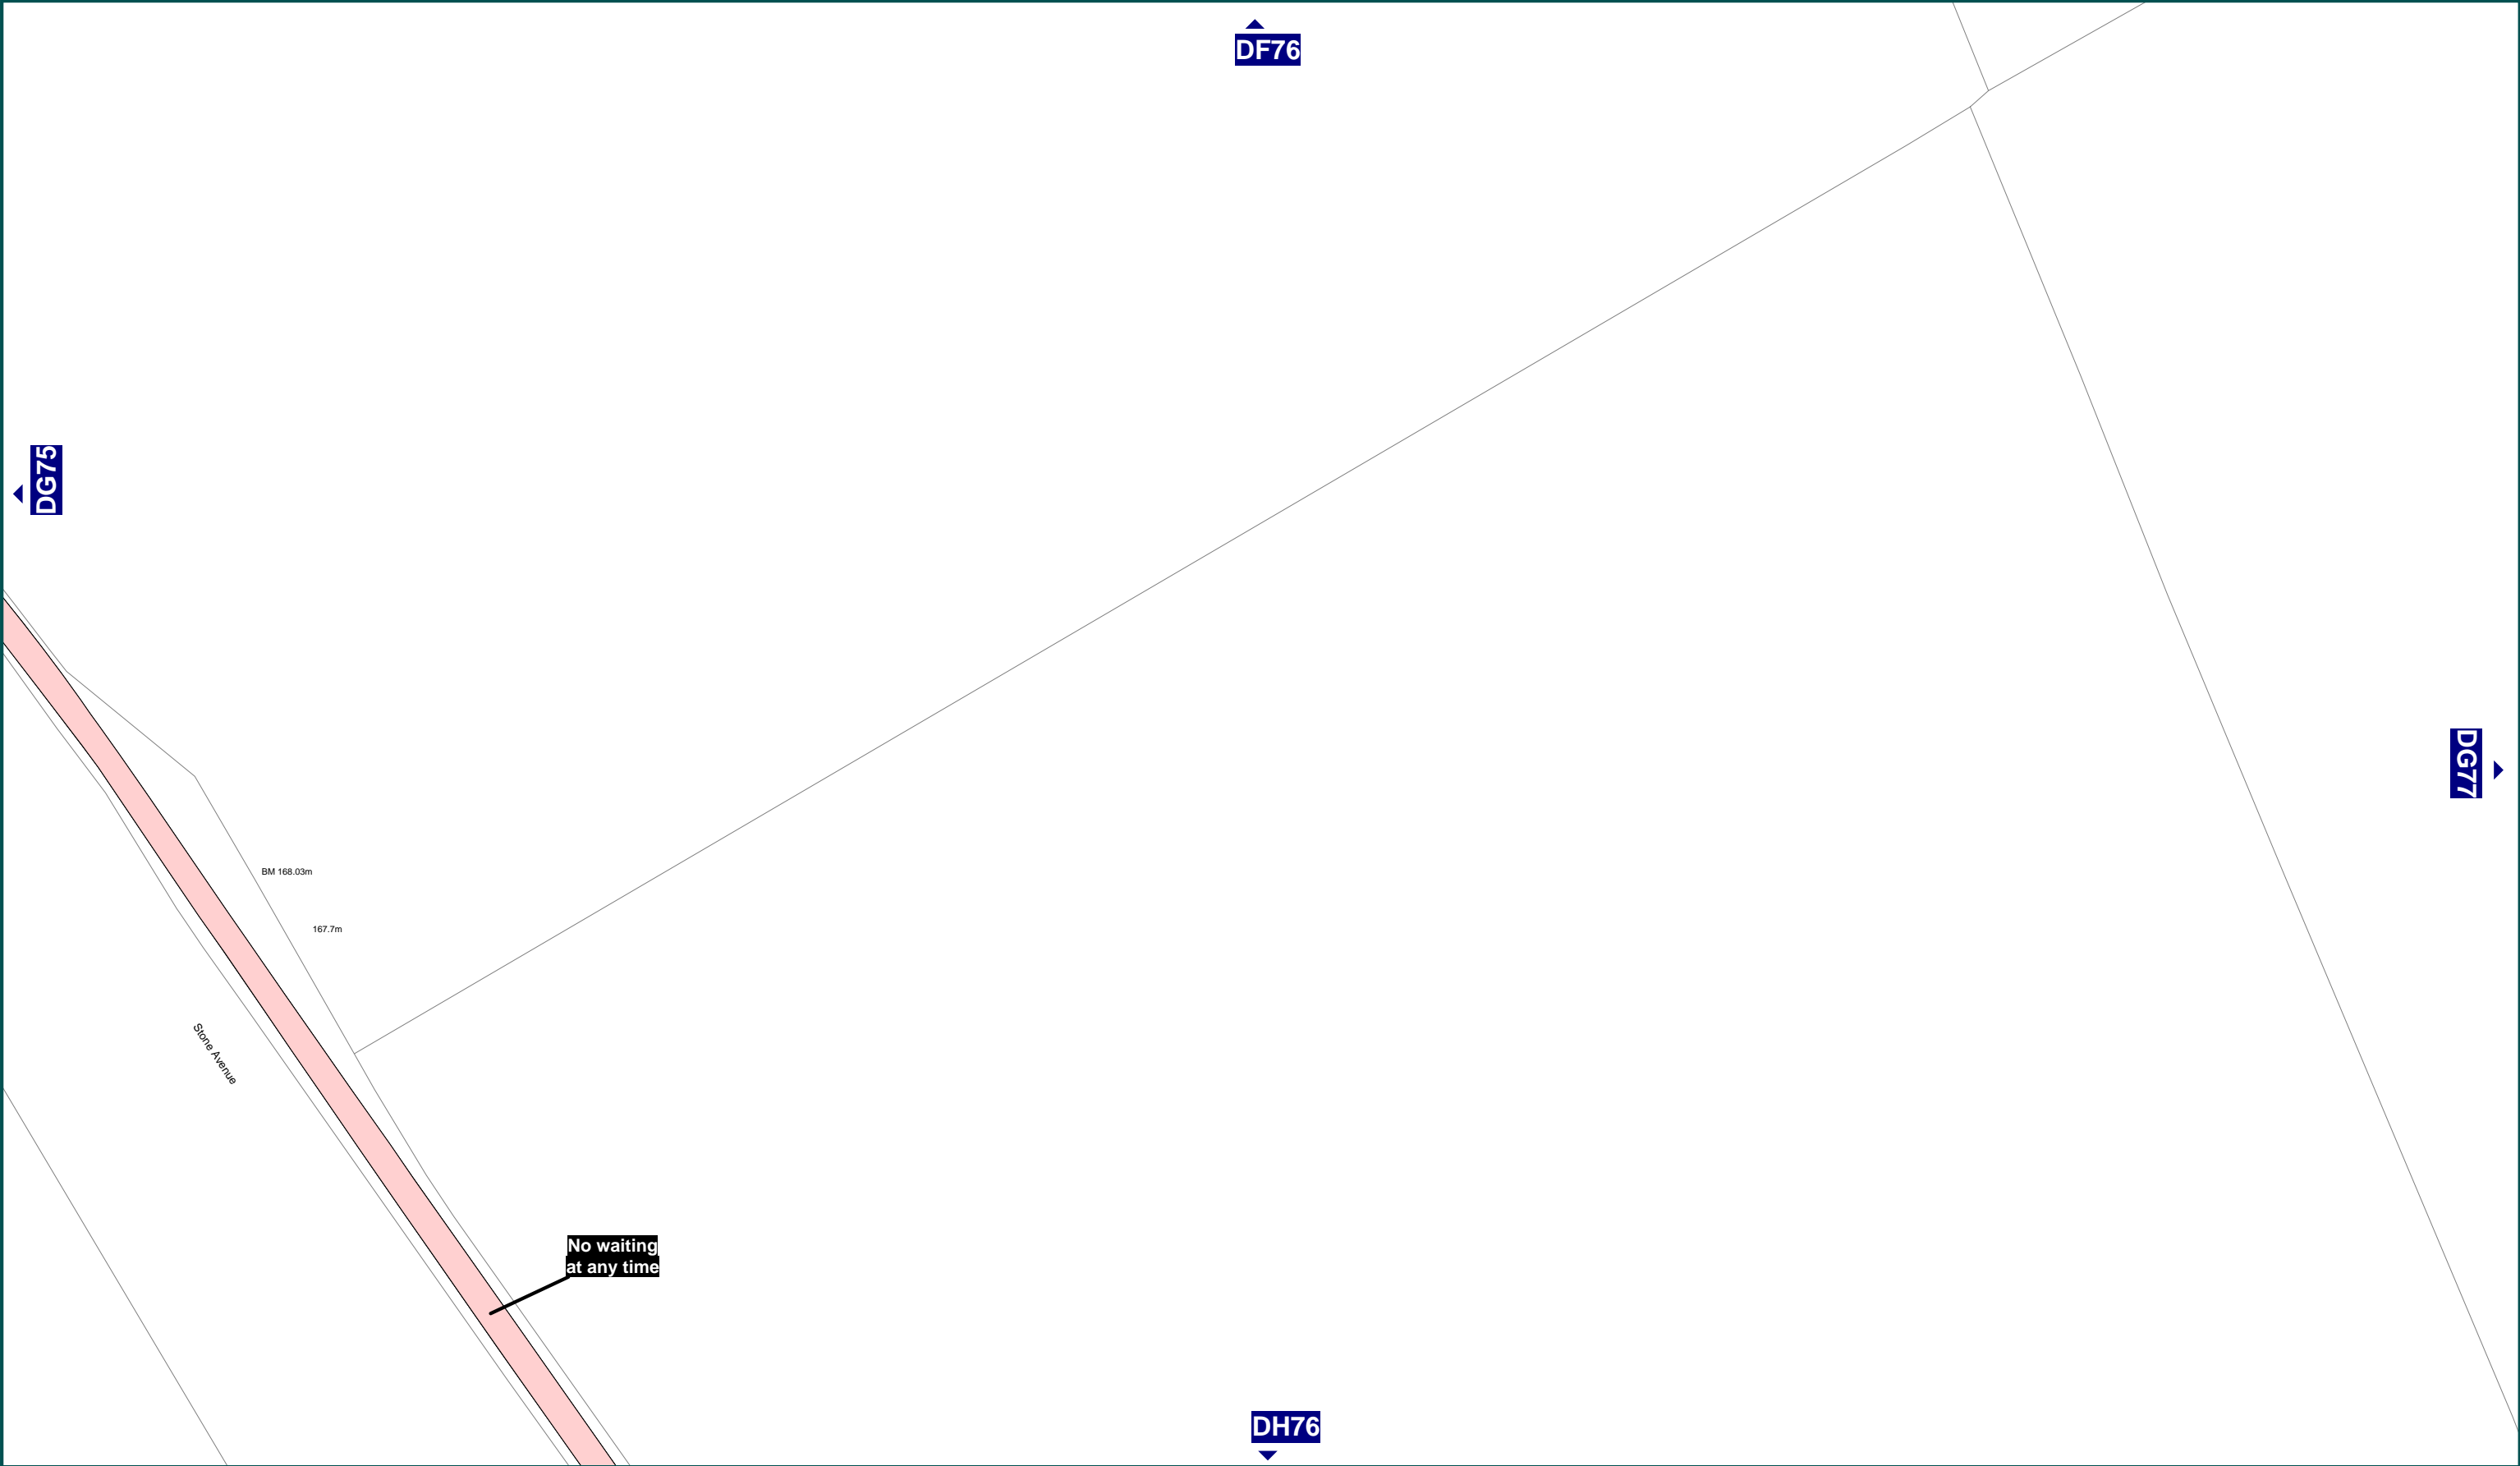 DF76
DG75
DG77
BM 168.03m
167.7m
Stone Avenue
No waiting
at any time
DH76